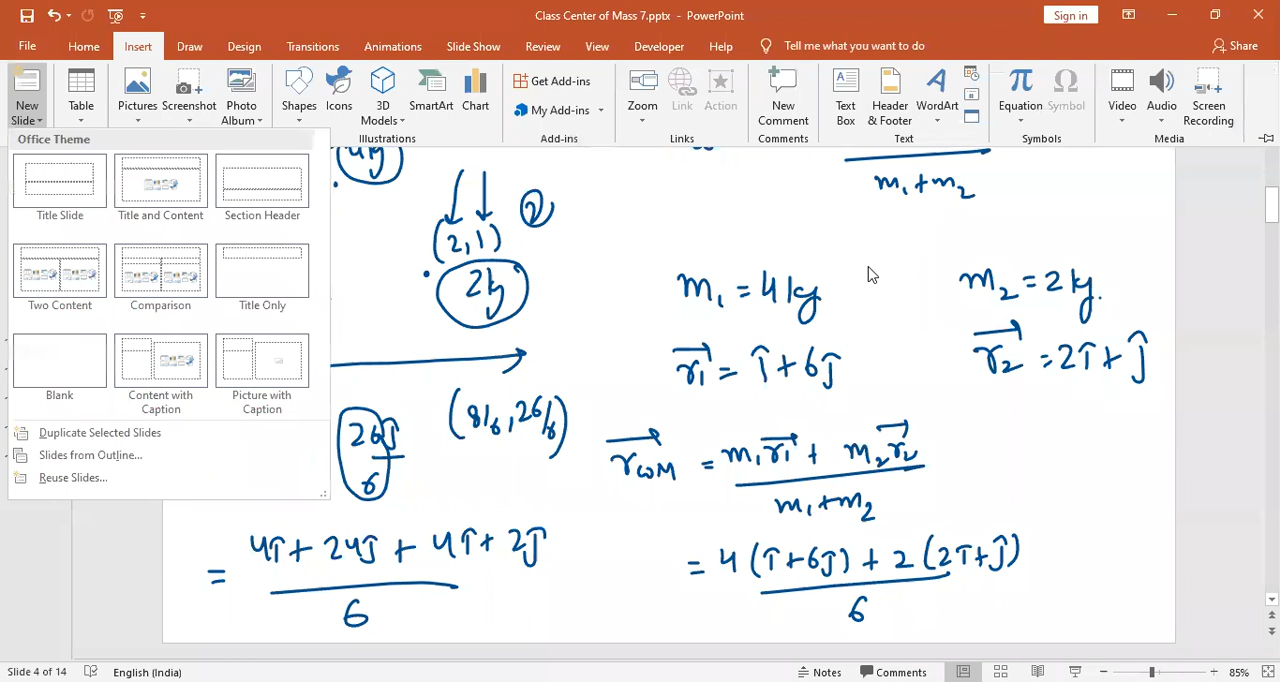 Class Center of Mass 7.pptx - PowerPoint
Sign in
File Home Insert Draw Design Transitions Animations Slide Show Review View Developer Help Tell me what you want to do Share
New Slide Table Pictures Screenshot Photo Album Shapes Icons 3D Models SmartArt Chart Get Add-ins My Add-ins Zoom Link Action New Comment Text Box Header & Footer WordArt Equation Symbol Video Audio Screen Recording
Illustrations Add-ins Links Comments Text Symbols Media
Office Theme
Title Slide Title and Content Section Header
Two Content Comparison Title Only
Blank Content with Caption Picture with Caption
Duplicate Selected Slides
Slides from Outline...
Reuse Slides...
4kg
m₁+m₂
②
(2,1)
2kg
m₁ = 4kg
m₂ = 2kg.
r₁ = î + 6ĵ
r₂ = 2î + ĵ
26ĵ
6
(8/6, 26/6)
r⃗COM = m₁r⃗₁ + m₂r⃗₂
m₁+m₂
= 4î + 24ĵ + 4î + 2ĵ
6
= 4(î+6ĵ) + 2(2î+ĵ)
6
Slide 4 of 14 English (India) Notes Comments 85%